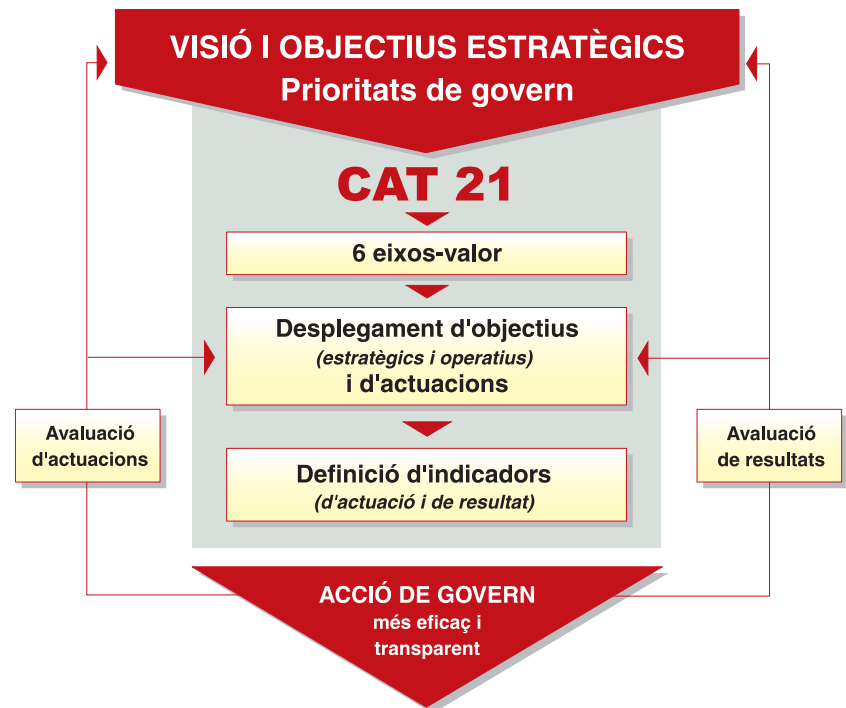 VISIÓ I OBJECTIUS ESTRATÈGICS
Prioritats de govern
CAT 21
6 eixos-valor
Desplegament d'objectius
(estratègics i operatius)
i d'actuacions
Avaluació
d'actuacions
Avaluació
de resultats
Definició d'indicadors
(d'actuació i de resultat)
ACCIÓ DE GOVERN
més eficaç i
transparent